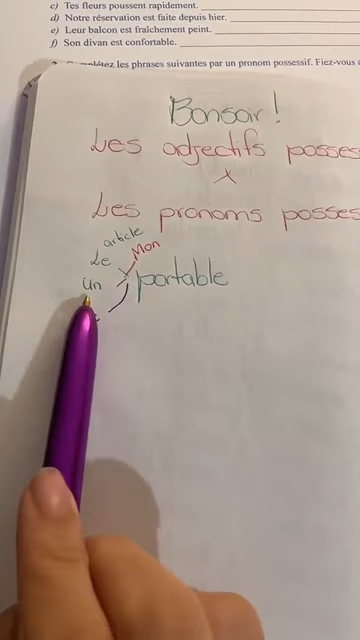 c) Tes fleurs poussent rapidement.
d) Notre réservation est faite depuis hier.
e) Leur balcon est fraîchement peint.
f) Son divan est confortable.
les phrases suivantes par un pronom possessif. Fiez-vous
Bonsoir!
Les adjectifs posses
x
Les pronoms posses
article
Le Mon
Un portable